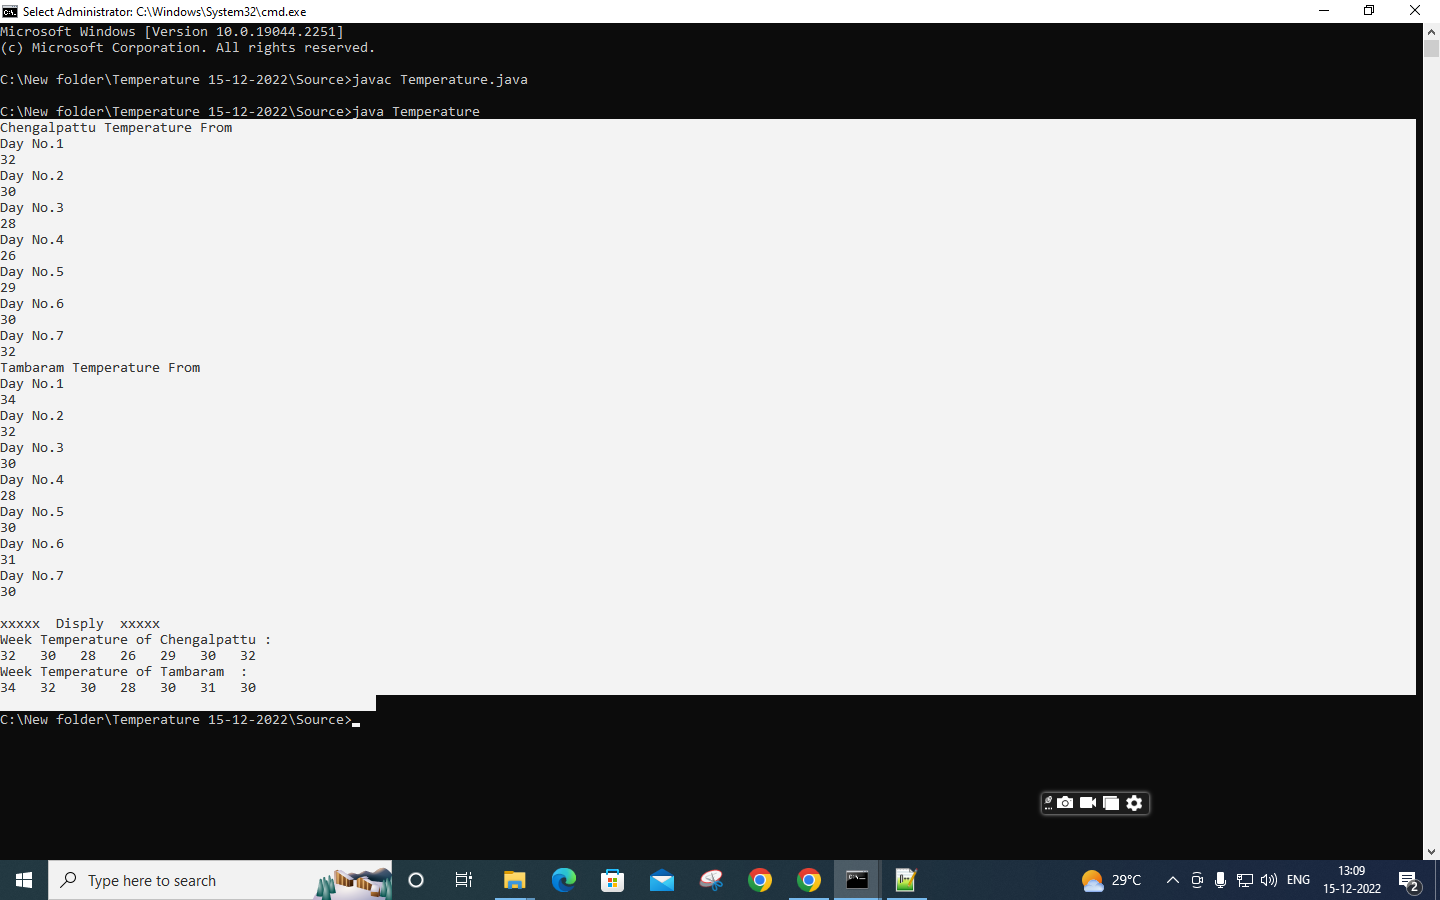 Select Administrator: C:\Windows\System32\cmd.exe
Microsoft Windows [Version 10.0.19044.2251]
(c) Microsoft Corporation. All rights reserved.
C:\New folder\Temperature 15-12-2022\Source>javac Temperature.java
C:\New folder\Temperature 15-12-2022\Source>java Temperature
Chengalpattu Temperature From
Day No.1
32
Day No.2
30
Day No.3
28
Day No.4
26
Day No.5
29
Day No.6
30
Day No.7
32
Tambaram Temperature From
Day No.1
34
Day No.2
32
Day No.3
30
Day No.4
28
Day No.5
30
Day No.6
31
Day No.7
30
xxxxx  Disply  xxxxx
Week Temperature of Chengalpattu :
32   30   28   26   29   30   32
Week Temperature of Tambaram  :
34   32   30   28   30   31   30
C:\New folder\Temperature 15-12-2022\Source>
Type here to search
29°C
ENG
13:09
15-12-2022
2